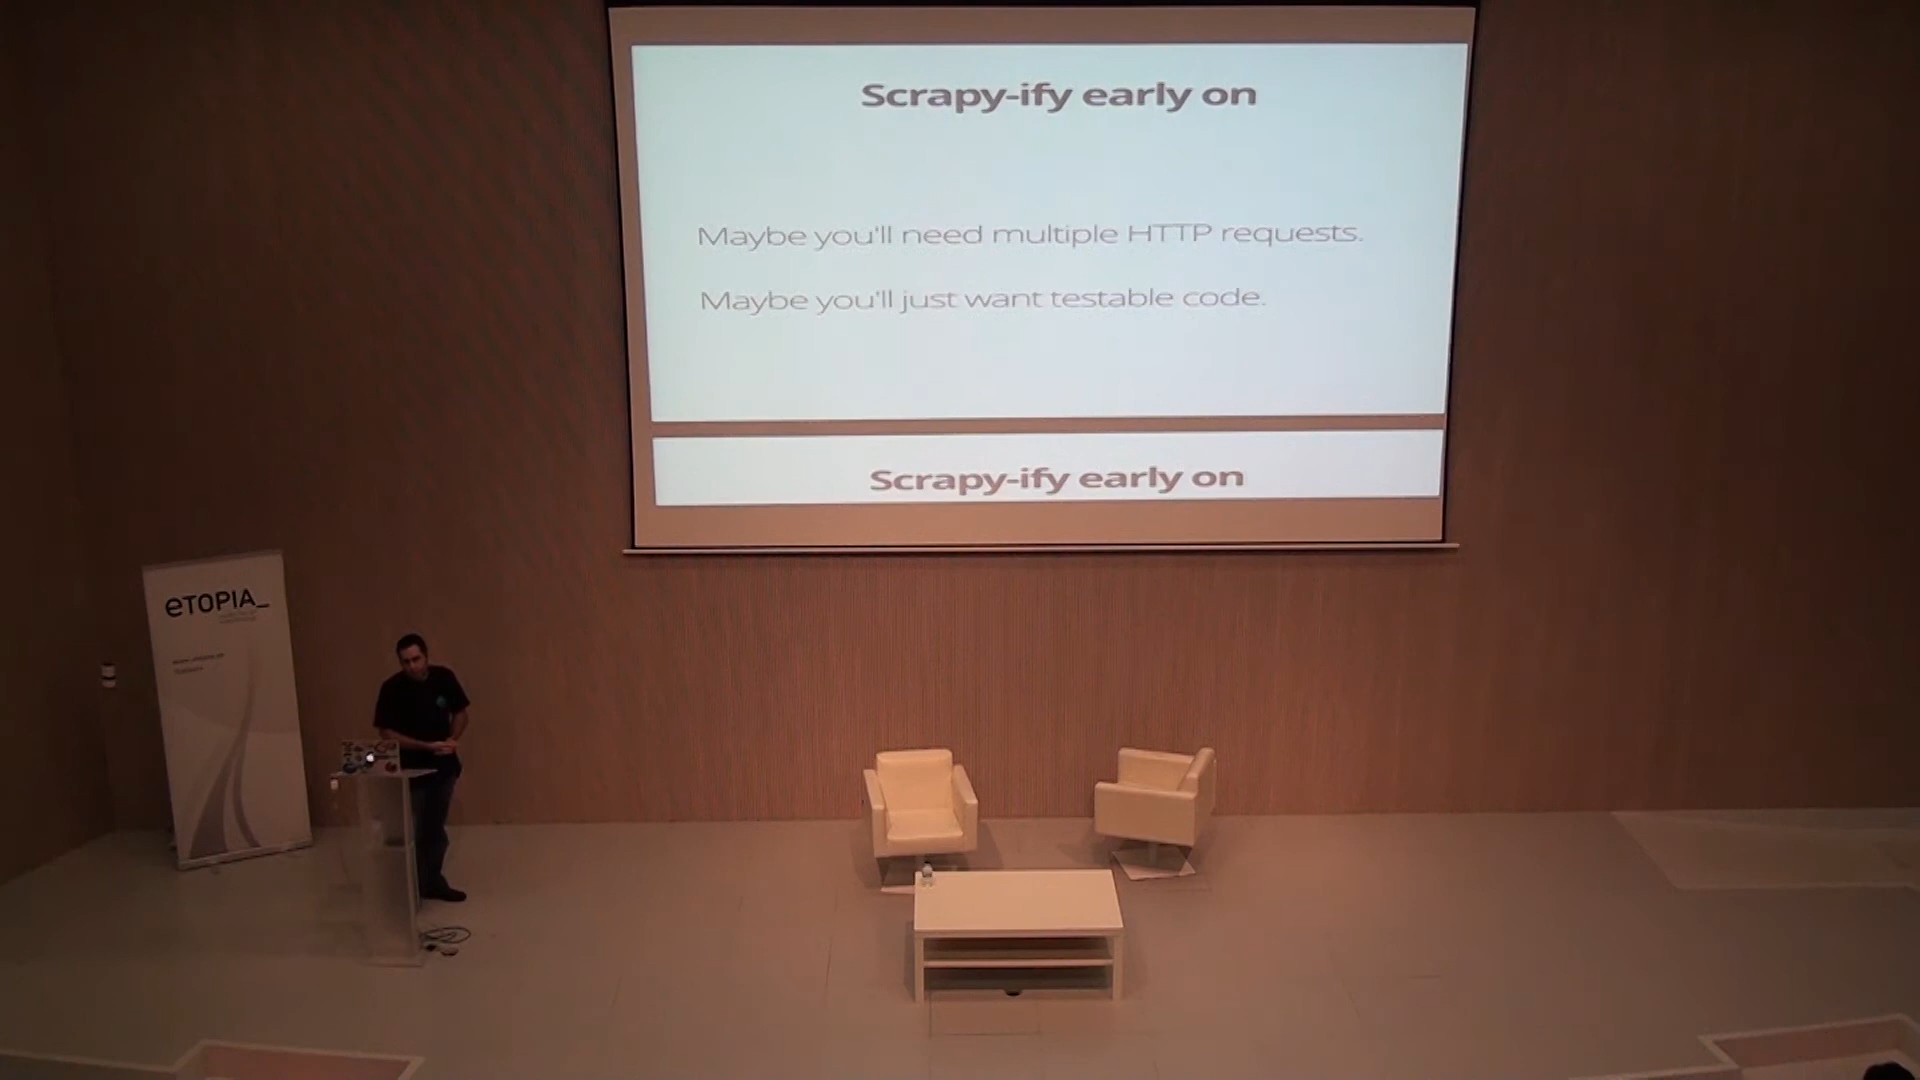 Scrapy-ify early on
Maybe you'll need multiple HTTP requests.
Maybe you'll just want testable code.
Scrapy-ify early on
eTOPIA_